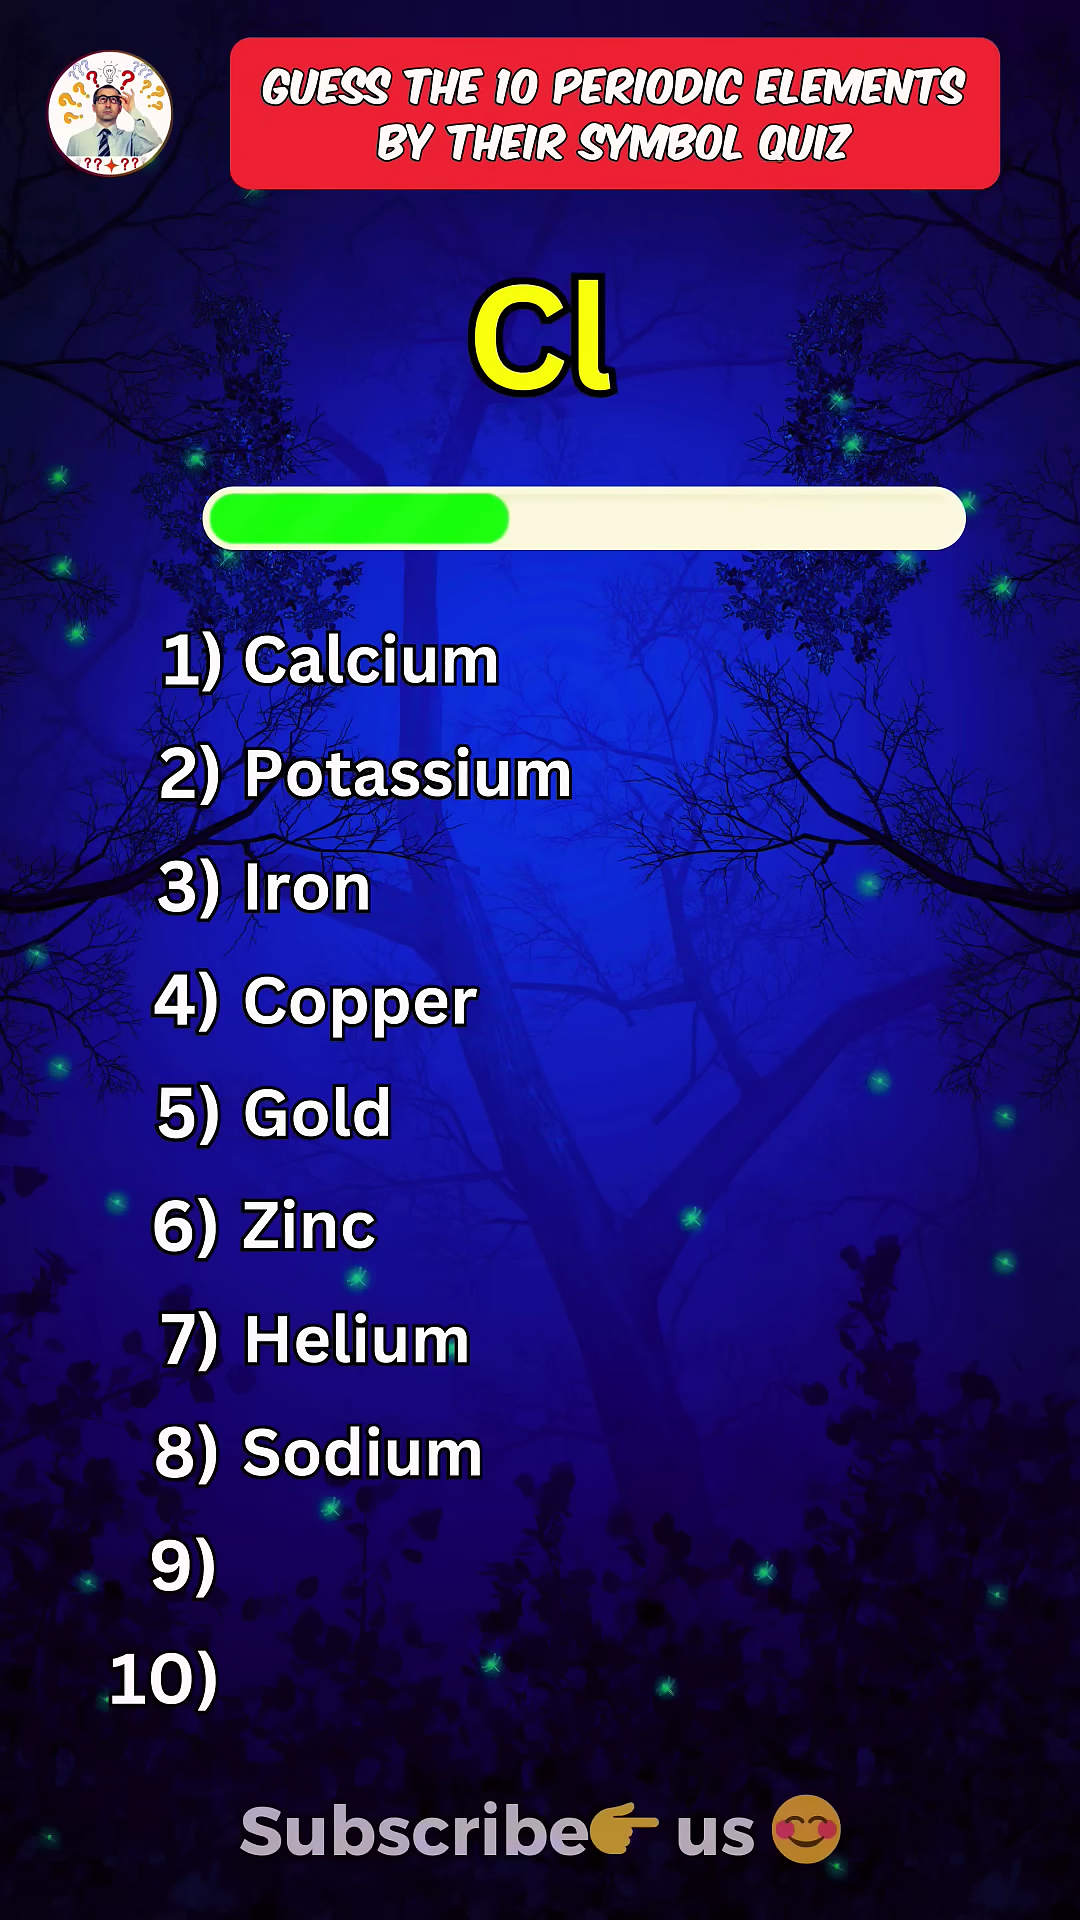 GUESS THE 10 PERIODIC ELEMENTS
BY THEIR SYMBOL QUIZ
Cl
1) Calcium
2) Potassium
3) Iron
4) Copper
5) Gold
6) Zinc
7) Helium
8) Sodium
9)
10)
Subscribe👉 us 😊